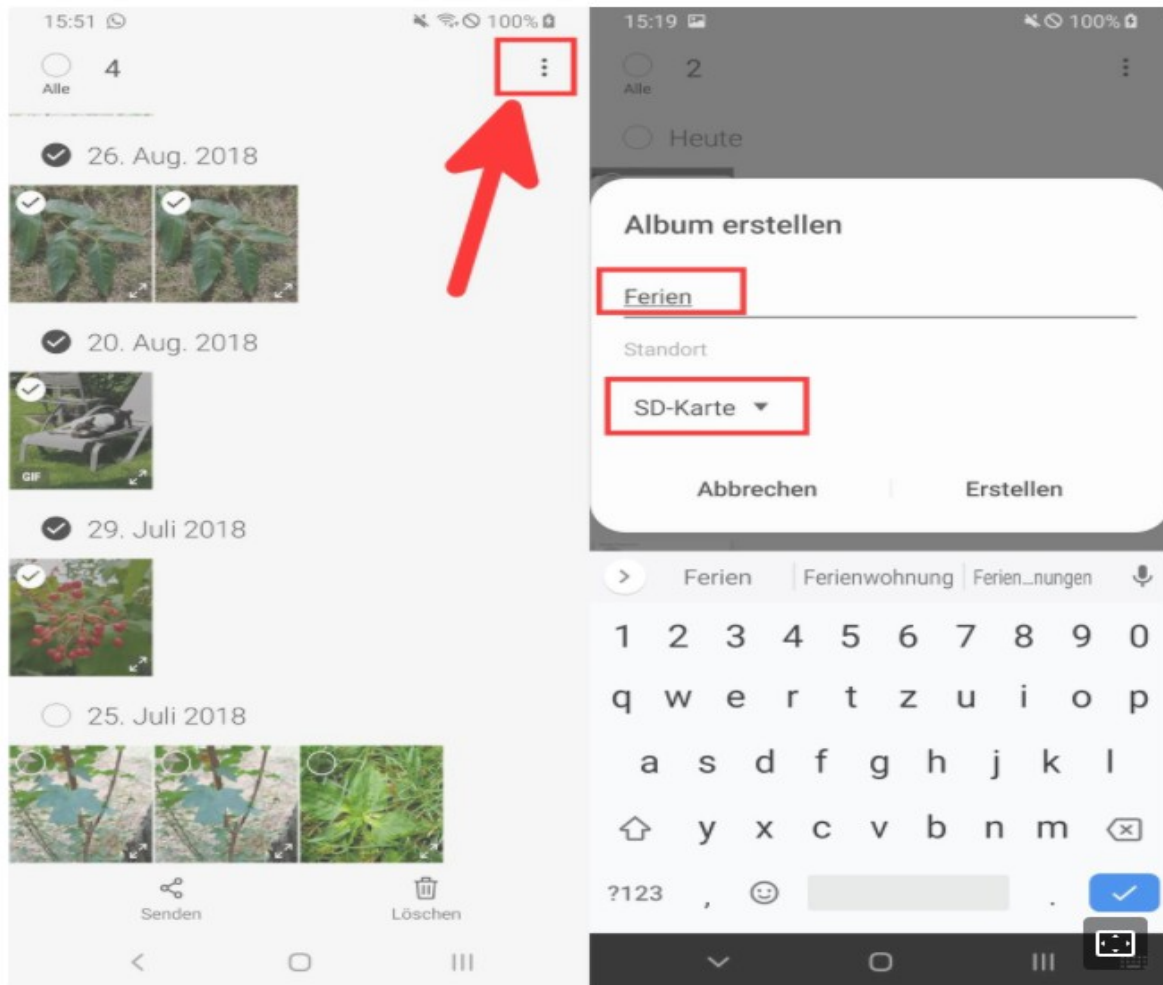 15:51 100%
4
Alle
26. Aug. 2018
20. Aug. 2018
GIF
29. Juli 2018
25. Juli 2018
Senden Löschen
15:19 100%
2
Alle
Heute
Album erstellen
Ferien
Standort
SD-Karte
Abbrechen Erstellen
Ferien Ferienwohnung Ferien...nungen
1 2 3 4 5 6 7 8 9 0
q w e r t z u i o p
a s d f g h j k l
y x c v b n m
?123 , .